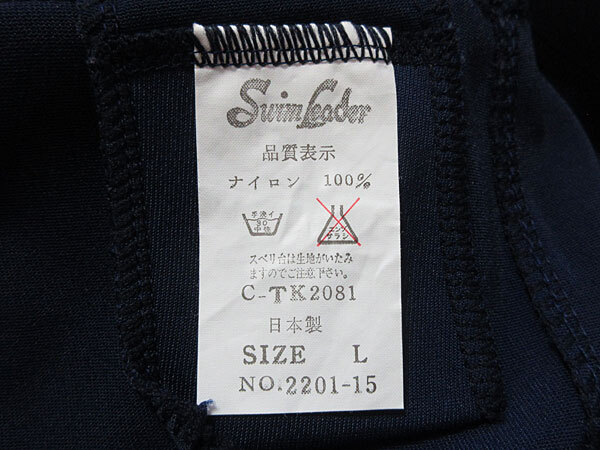 Swim Leader
品質表示
ナイロン 100%
手洗イ
30
中性
エンソ
サラシ
スベリ台は生地がいたみ
ますのでご注意下さい。
C-TK2081
日本製
SIZE L
NO.2201-15